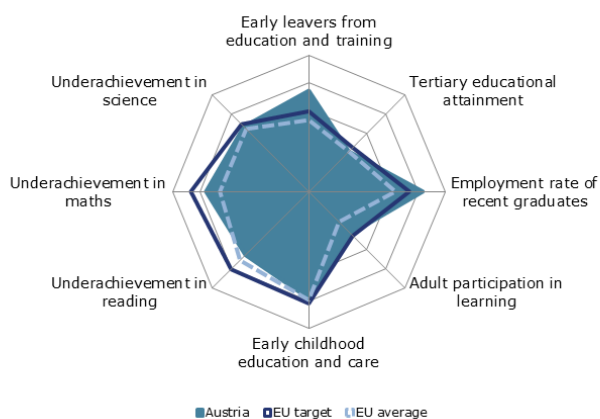 Early leavers from
education and training
Underachievement in
science
Tertiary educational
attainment
Underachievement in
maths
Employment rate of
recent graduates
Underachievement in
reading
Adult participation in
learning
Early childhood
education and care
Austria EU target EU average